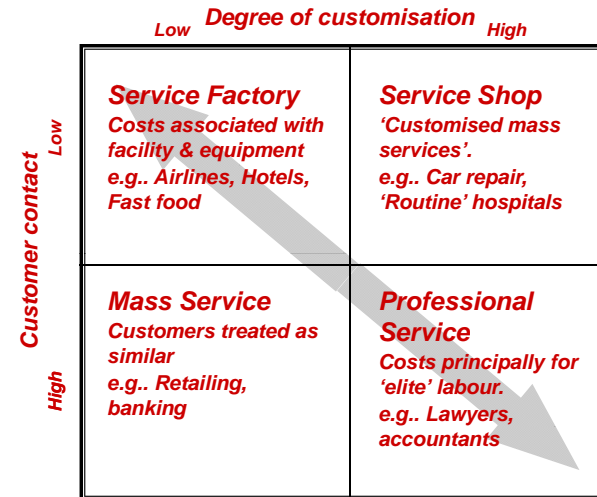 Degree of customisation
Low
High
Customer contact
Low
High
Service Factory
Costs associated with
facility & equipment
e.g.. Airlines, Hotels,
Fast food
Service Shop
‘Customised mass
services’.
e.g.. Car repair,
‘Routine’ hospitals
Mass Service
Customers treated as
similar
e.g.. Retailing,
banking
Professional
Service
Costs principally for
‘elite’ labour.
e.g.. Lawyers,
accountants